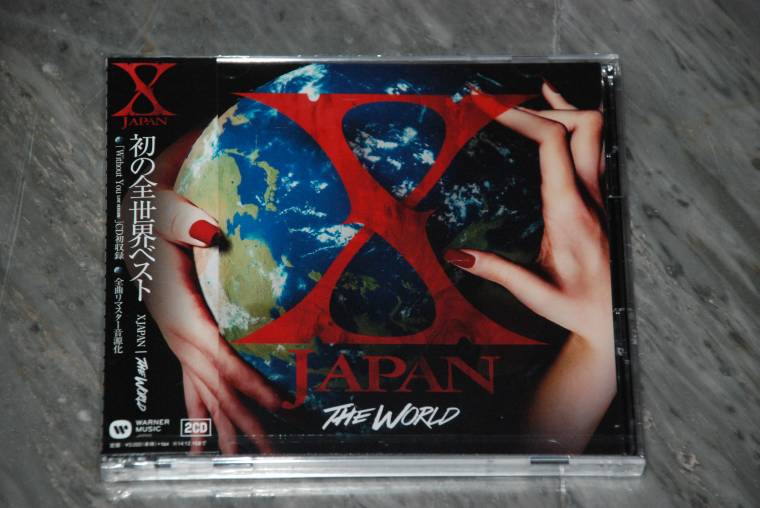 X
JAPAN
初の全世界ベスト
「Without You」CD初収録
全曲リマスター音源化
X JAPAN | THE WORLD
WARNER MUSIC
JAPAN
2CD
X
JAPAN
THE WORLD